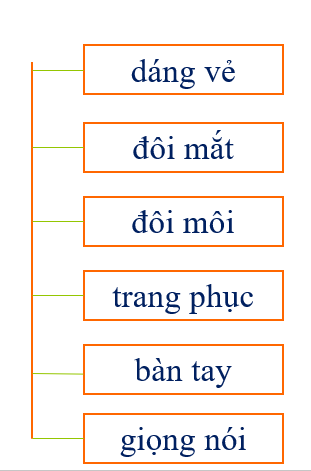 dáng vẻ
đôi mắt
đôi môi
trang phục
bàn tay
giọng nói